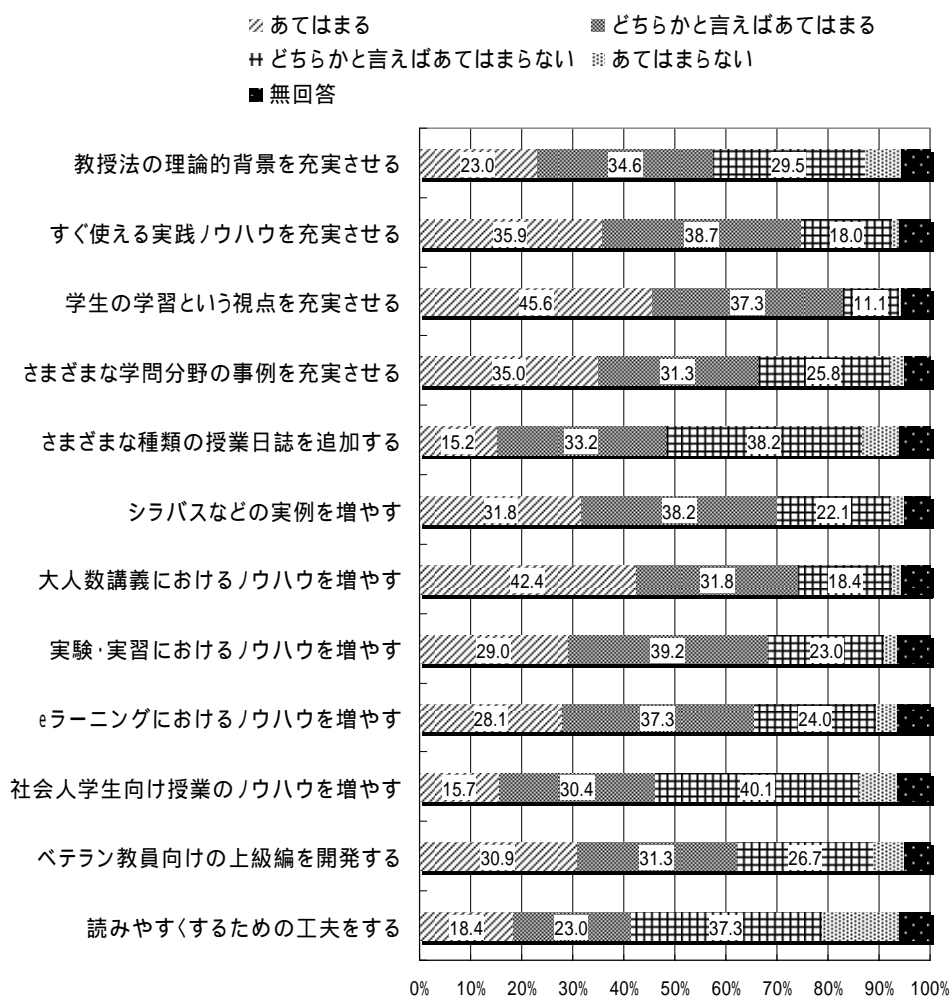 あてはまる どちらかと言えばあてはまる
どちらかと言えばあてはまらない あてはまらない
無回答
教授法の理論的背景を充実させる 23.0 34.6 29.5
すぐ使える実践ノウハウを充実させる 35.9 38.7 18.0
学生の学習という視点を充実させる 45.6 37.3 11.1
さまざまな学問分野の事例を充実させる 35.0 31.3 25.8
さまざまな種類の授業日誌を追加する 15.2 33.2 38.2
シラバスなどの実例を増やす 31.8 38.2 22.1
大人数講義におけるノウハウを増やす 42.4 31.8 18.4
実験・実習におけるノウハウを増やす 29.0 39.2 23.0
eラーニングにおけるノウハウを増やす 28.1 37.3 24.0
社会人学生向け授業のノウハウを増やす 15.7 30.4 40.1
ベテラン教員向けの上級編を開発する 30.9 31.3 26.7
読みやすくするための工夫をする 18.4 23.0 37.3
0% 10% 20% 30% 40% 50% 60% 70% 80% 90% 100%